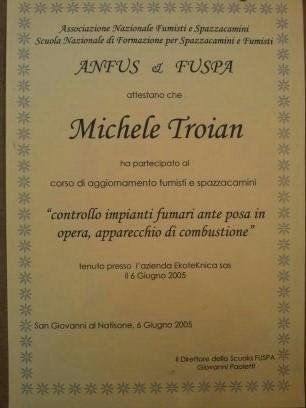 Associazione Nazionale Fumisti e Spazzacamini
Scuola Nazionale di Formazione per Spazzacamini e Fumisti
ANFUS & FUSPA
attestano che
Michele Troian
ha partecipato al
corso di aggiornamento fumisti e spazzacamini
"controllo impianti fumari ante posa in
opera, apparecchio di combustione"
tenuto presso l'azienda EkoteKnica sas
il 6 Giugno 2005
San Giovanni al Natisone, 6 Giugno 2005
Il Direttore della Scuola FUSPA
Giovanni Paoletti